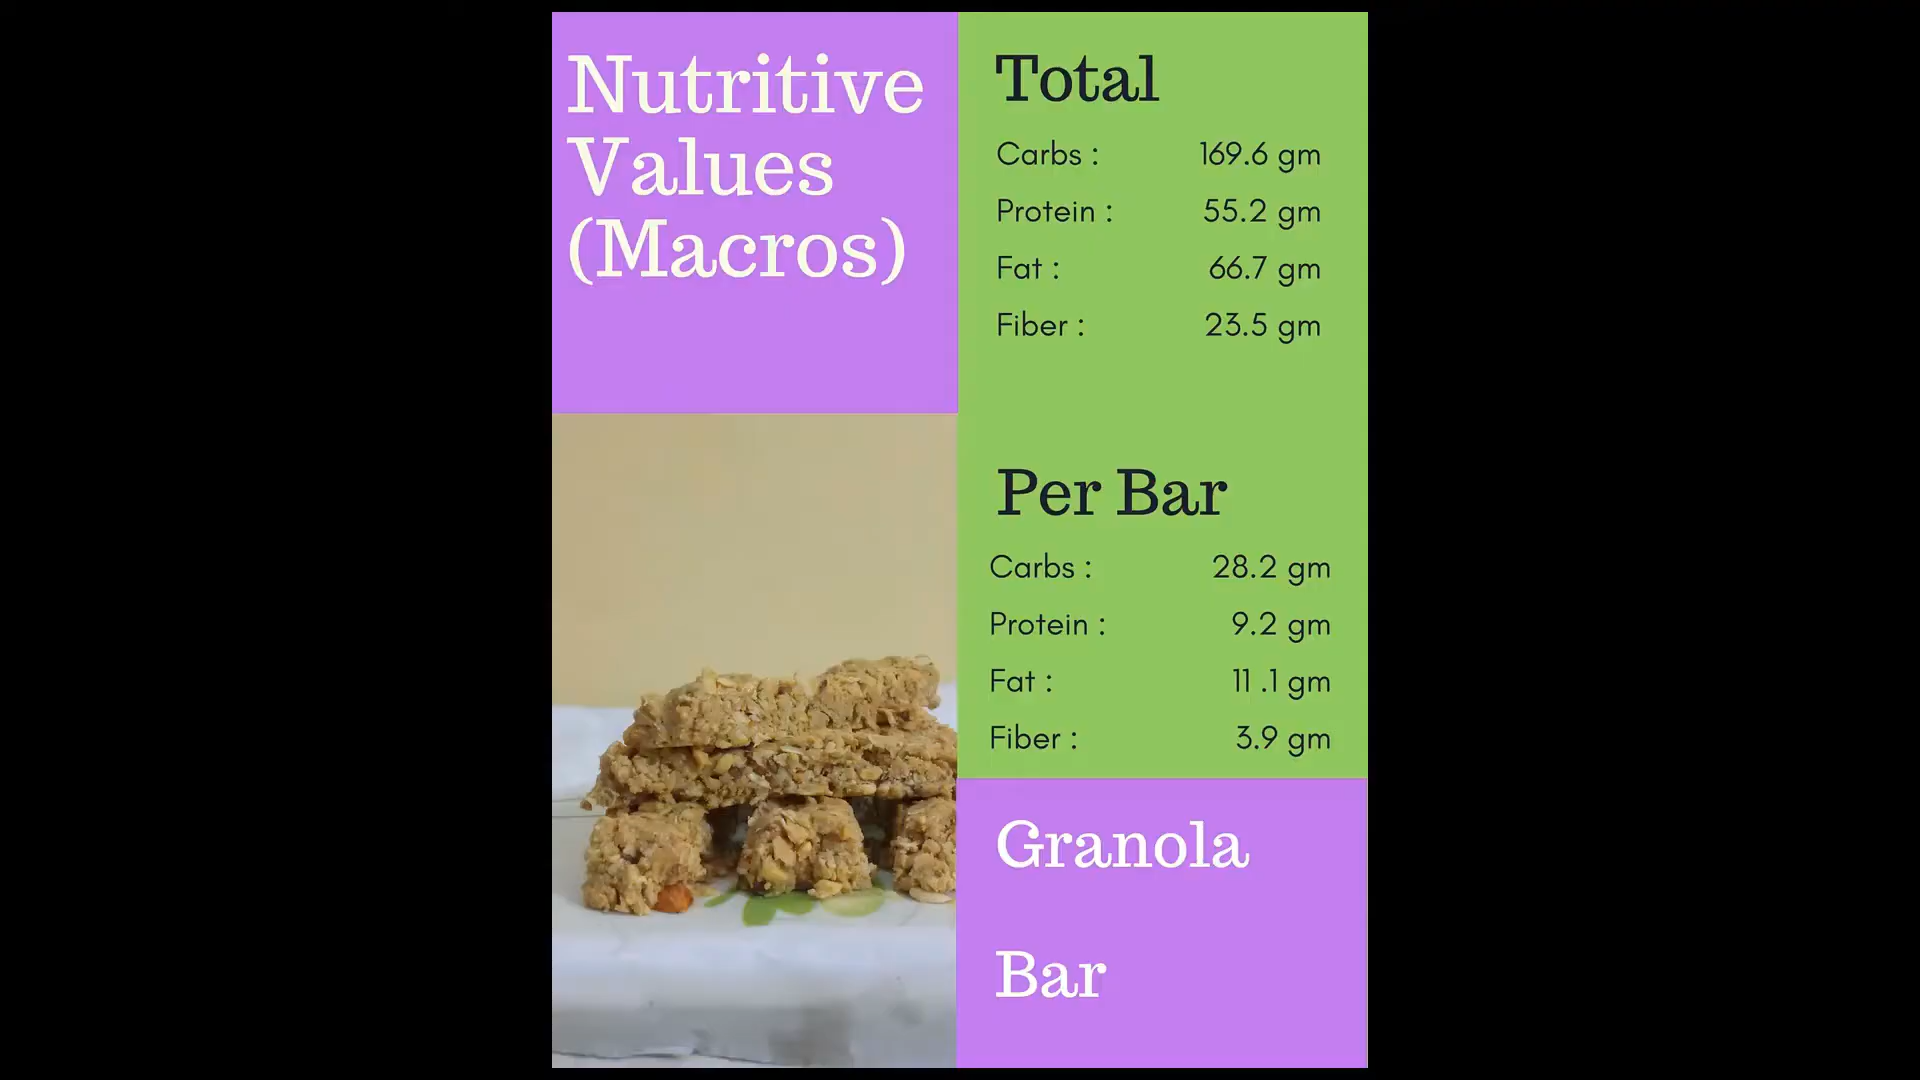 Nutritive
Values
(Macros)
Total
Carbs : 169.6 gm
Protein : 55.2 gm
Fat : 66.7 gm
Fiber : 23.5 gm
Per Bar
Carbs : 28.2 gm
Protein : 9.2 gm
Fat : 11 .1 gm
Fiber : 3.9 gm
Granola
Bar